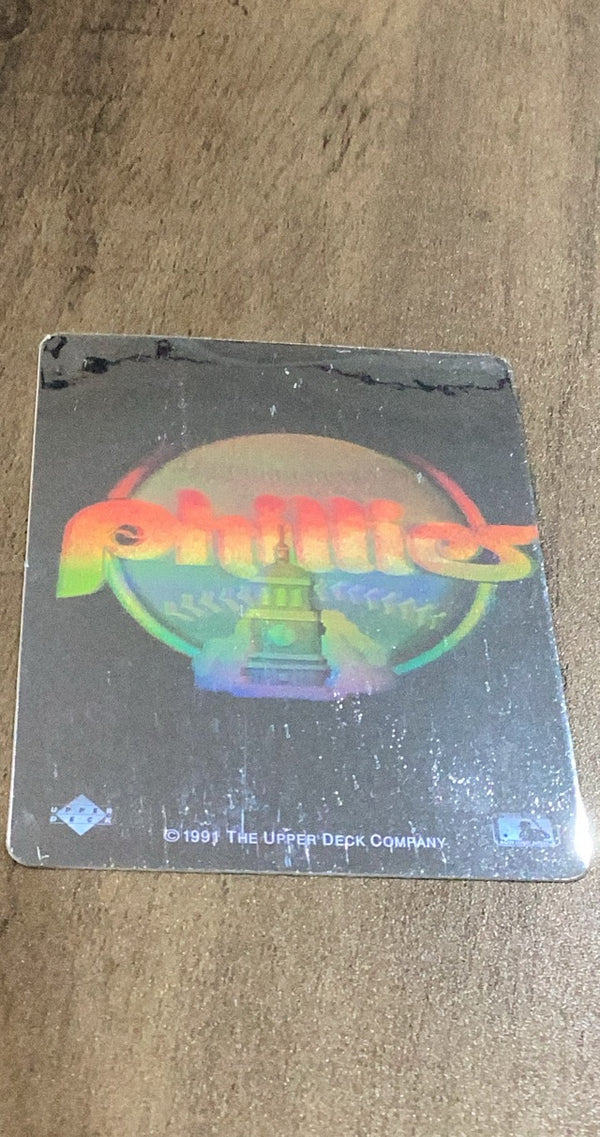 Phillies
UPPER
DECK
© 1991 THE UPPER DECK COMPANY